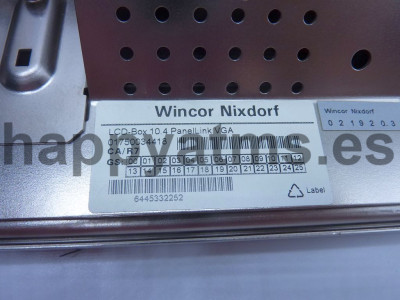 Wincor Nixdorf
LCD-Box 10.4 PanelLink VGA
01750034418
CA/R7
GS: 00 01 02 03 04 05 06 07 08 09 10 11 12
13 14 15 16 17 18 19 20 21 22 23 24 25
6445332252
Label
Wincor Nixdorf
0219203
happyatms.es